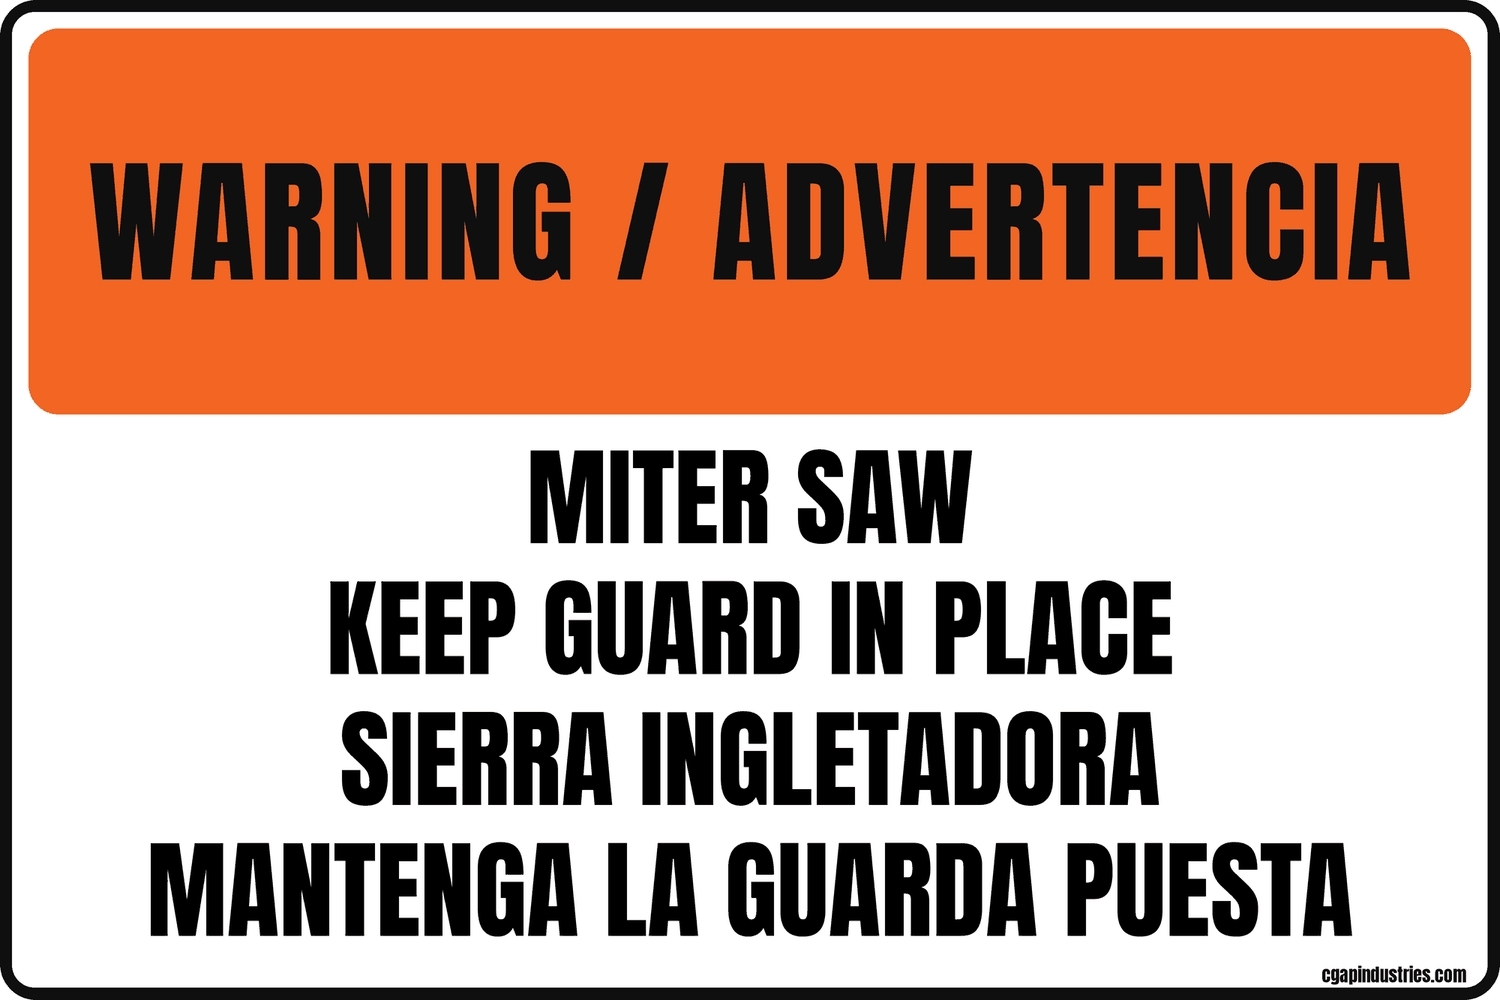 WARNING / ADVERTENCIA
MITER SAW
KEEP GUARD IN PLACE
SIERRA INGLETADORA
MANTENGA LA GUARDA PUESTA
cgapindustries.com